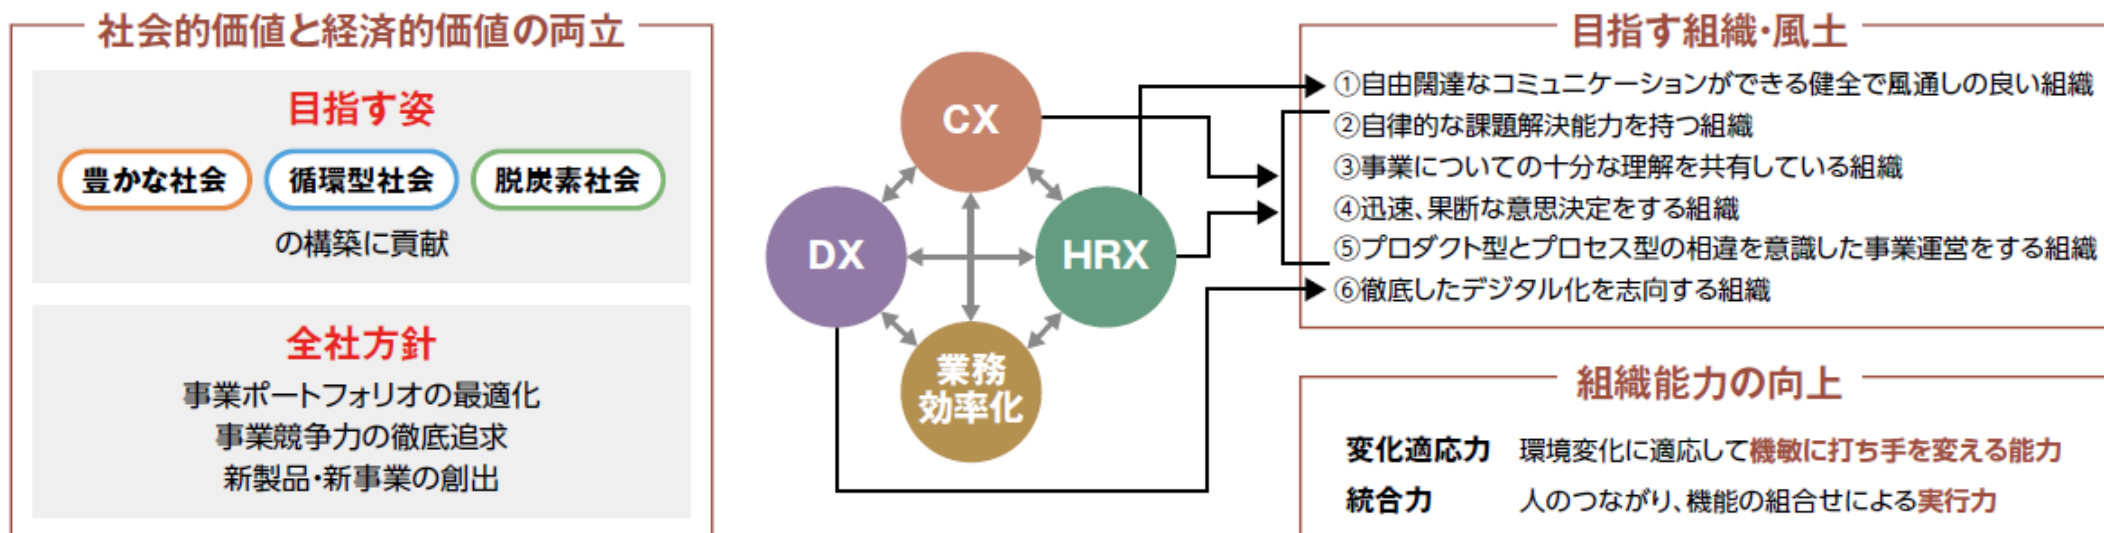 社会的価値と経済的価値の両立
目指す姿
豊かな社会 循環型社会 脱炭素社会
の構築に貢献
全社方針
事業ポートフォリオの最適化
事業競争力の徹底追求
新製品・新事業の創出
CX
DX
HRX
業務
効率化
目指す組織・風土
①自由闊達なコミュニケーションができる健全で風通しの良い組織
②自律的な課題解決能力を持つ組織
③事業についての十分な理解を共有している組織
④迅速、果断な意思決定をする組織
⑤プロダクト型とプロセス型の相違を意識した事業運営をする組織
⑥徹底したデジタル化を志向する組織
組織能力の向上
変化適応力 環境変化に適応して機敏に打ち手を変える能力
統合力 人のつながり、機能の組合せによる実行力